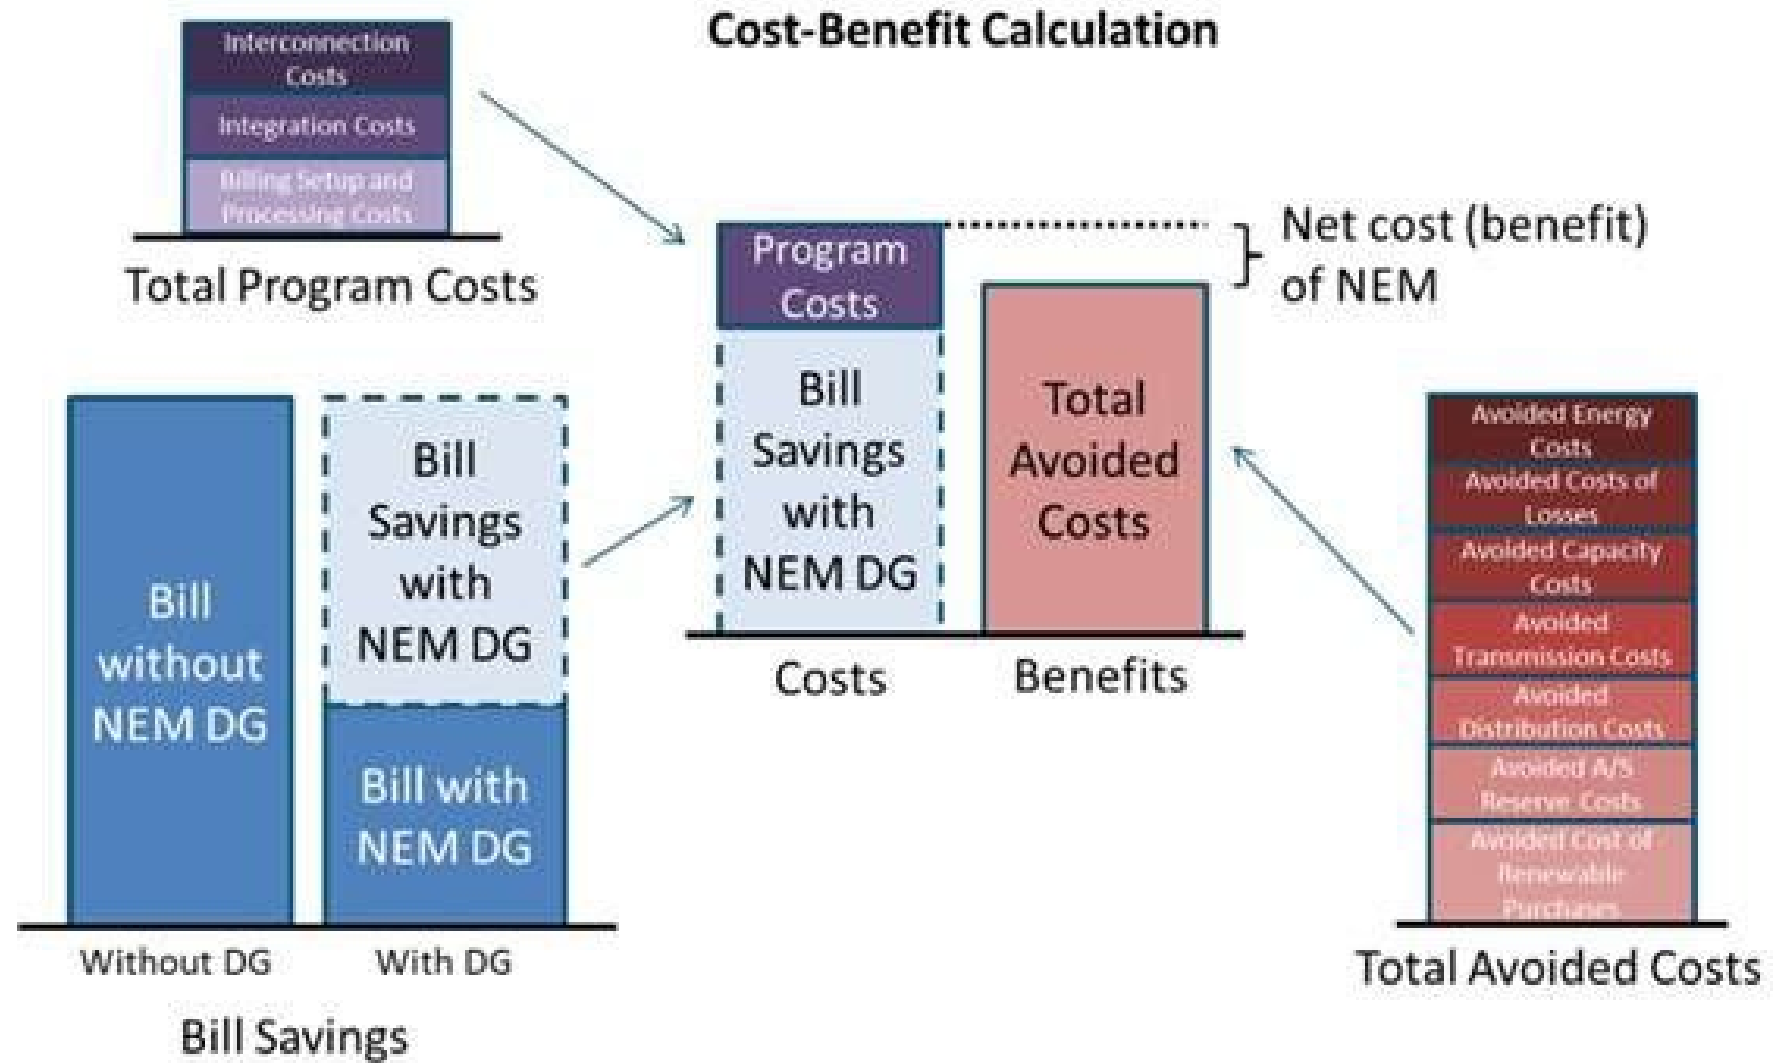 Cost-Benefit Calculation
Interconnection
Costs
Integration Costs
Billing Setup and
Processing Costs
Total Program Costs
Bill
without
NEM DG
Bill
Savings
with
NEM DG
Bill with
NEM DG
Without DG
With DG
Bill Savings
Program
Costs
Bill
Savings
with
NEM DG
Total
Avoided
Costs
Costs
Benefits
Net cost (benefit)
of NEM
Avoided Energy
Costs
Avoided Costs of
Losses
Avoided Capacity
Costs
Avoided
Transmission Costs
Avoided
Distribution Costs
Avoided A/S
Reserve Costs
Avoided Cost of
Renewable
Purchases
Total Avoided Costs